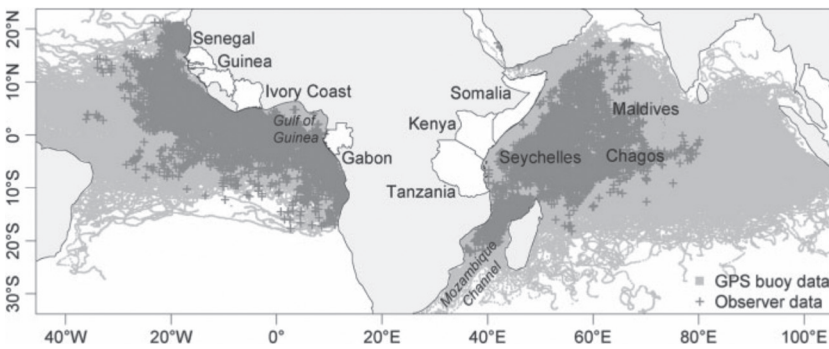 20°N
10°N
0°
10°S
20°S
30°S
Senegal
Guinea
Ivory Coast
Gulf of
Guinea
Gabon
Somalia
Kenya
Tanzania
Seychelles
Maldives
Chagos
Mozambique
Channel
GPS buoy data
Observer data
40°W
20°W
0°
20°E
40°E
60°E
80°E
100°E